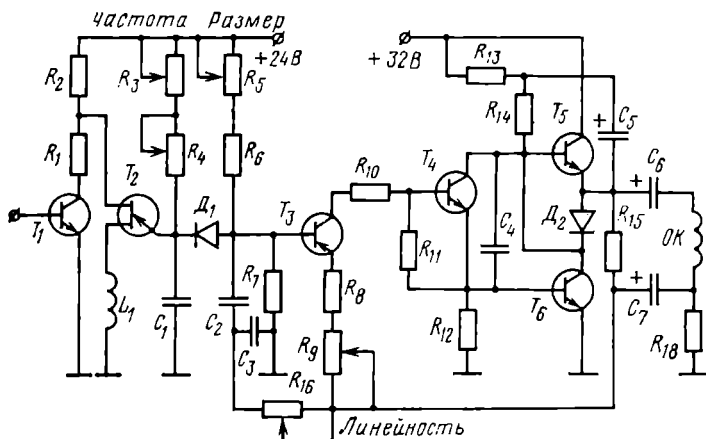 частота Размер
+24В
+32В
R2
R3
R5
R13
R14
T5
C5
R1
T2
R4
R6
R10
T4
C6
T1
Д1
T3
Д2
R15
ОК
R7
R8
R11
C4
T6
C7
L1
C1
C2
C3
R9
R12
R18
R16
Линейность